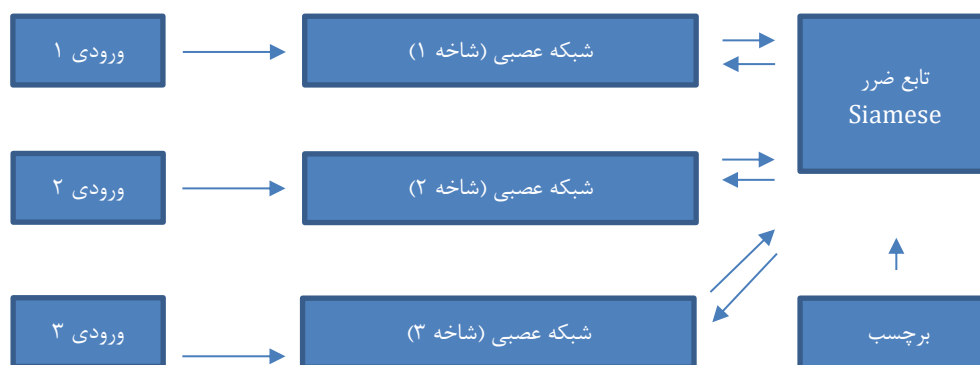 ورودی ۱
شبکه عصبی (شاخه ۱)
تابع ضرر
Siamese
ورودی ۲
شبکه عصبی (شاخه ۲)
ورودی ۳
شبکه عصبی (شاخه ۳)
برچسب